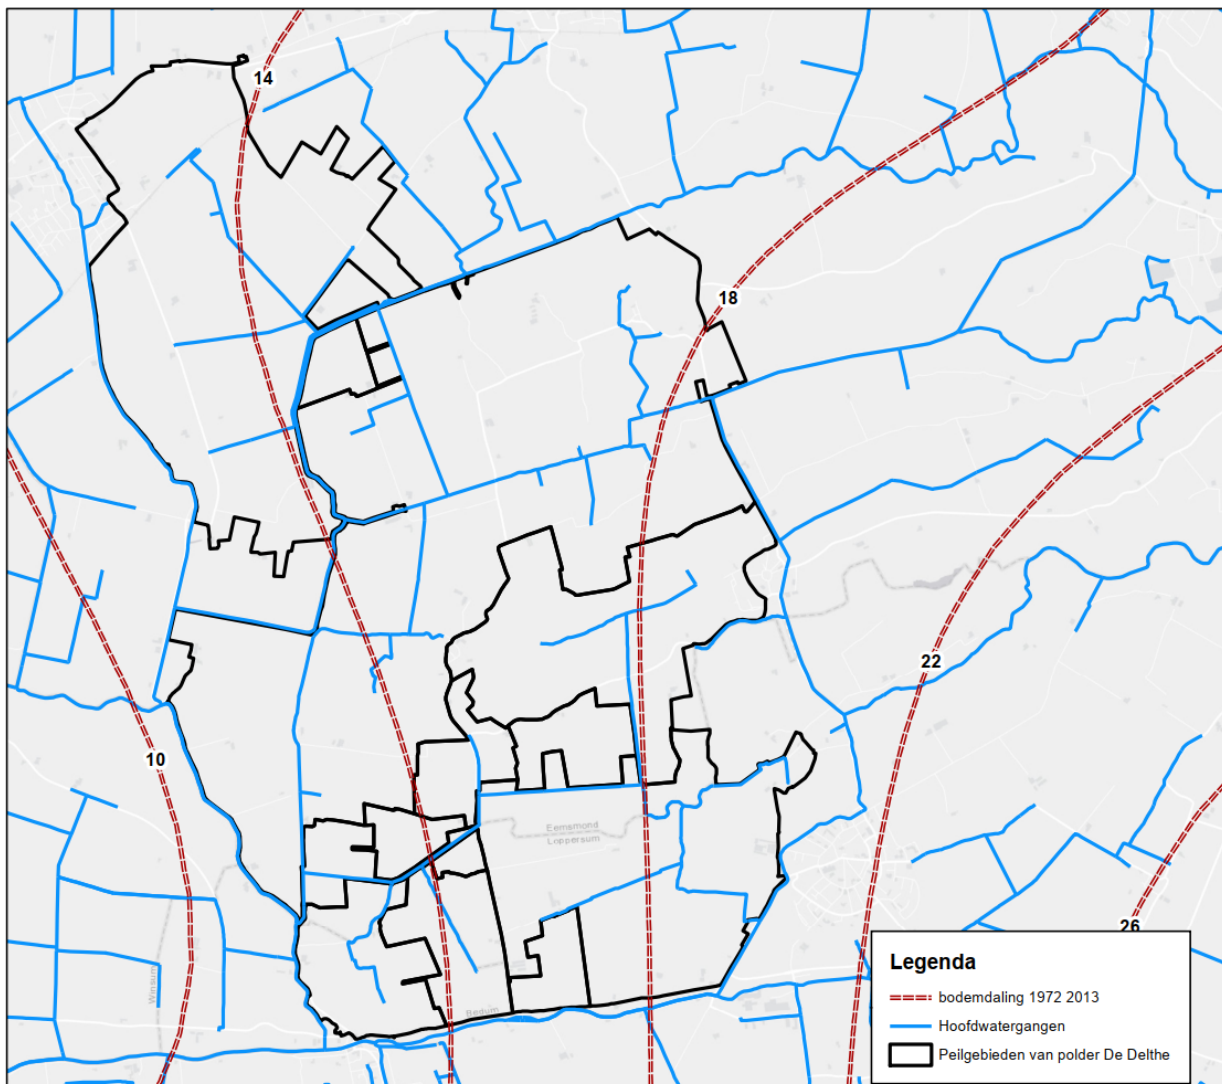 14
18
22
10
Eemsmond
Loppersum
26
Winsum
Bedum
Legenda
bodemdaling 1972 2013
Hoofdwatergangen
Peilgebieden van polder De Delthe